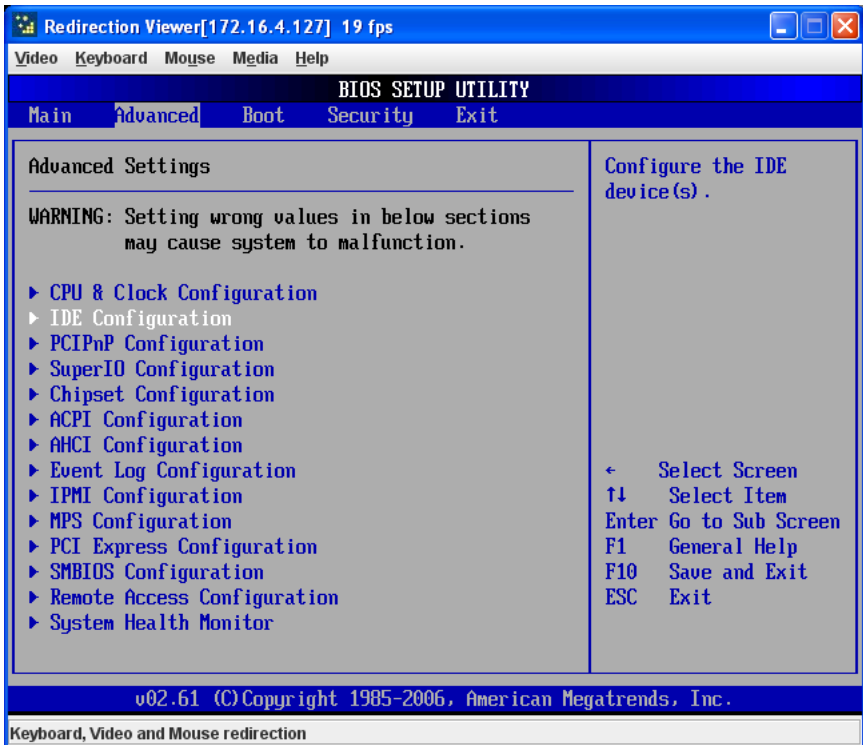 Redirection Viewer[172.16.4.127] 19 fps
Video Keyboard Mouse Media Help
BIOS SETUP UTILITY
Main Advanced Boot Security Exit
Advanced Settings
WARNING: Setting wrong values in below sections
may cause system to malfunction.
▶ CPU & Clock Configuration
▶ IDE Configuration
▶ PCIPnP Configuration
▶ SuperIO Configuration
▶ Chipset Configuration
▶ ACPI Configuration
▶ AHCI Configuration
▶ Event Log Configuration
▶ IPMI Configuration
▶ MPS Configuration
▶ PCI Express Configuration
▶ SMBIOS Configuration
▶ Remote Access Configuration
▶ System Health Monitor
Configure the IDE
device(s).
← Select Screen
↑↓ Select Item
Enter Go to Sub Screen
F1 General Help
F10 Save and Exit
ESC Exit
v02.61 (C)Copyright 1985-2006, American Megatrends, Inc.
Keyboard, Video and Mouse redirection